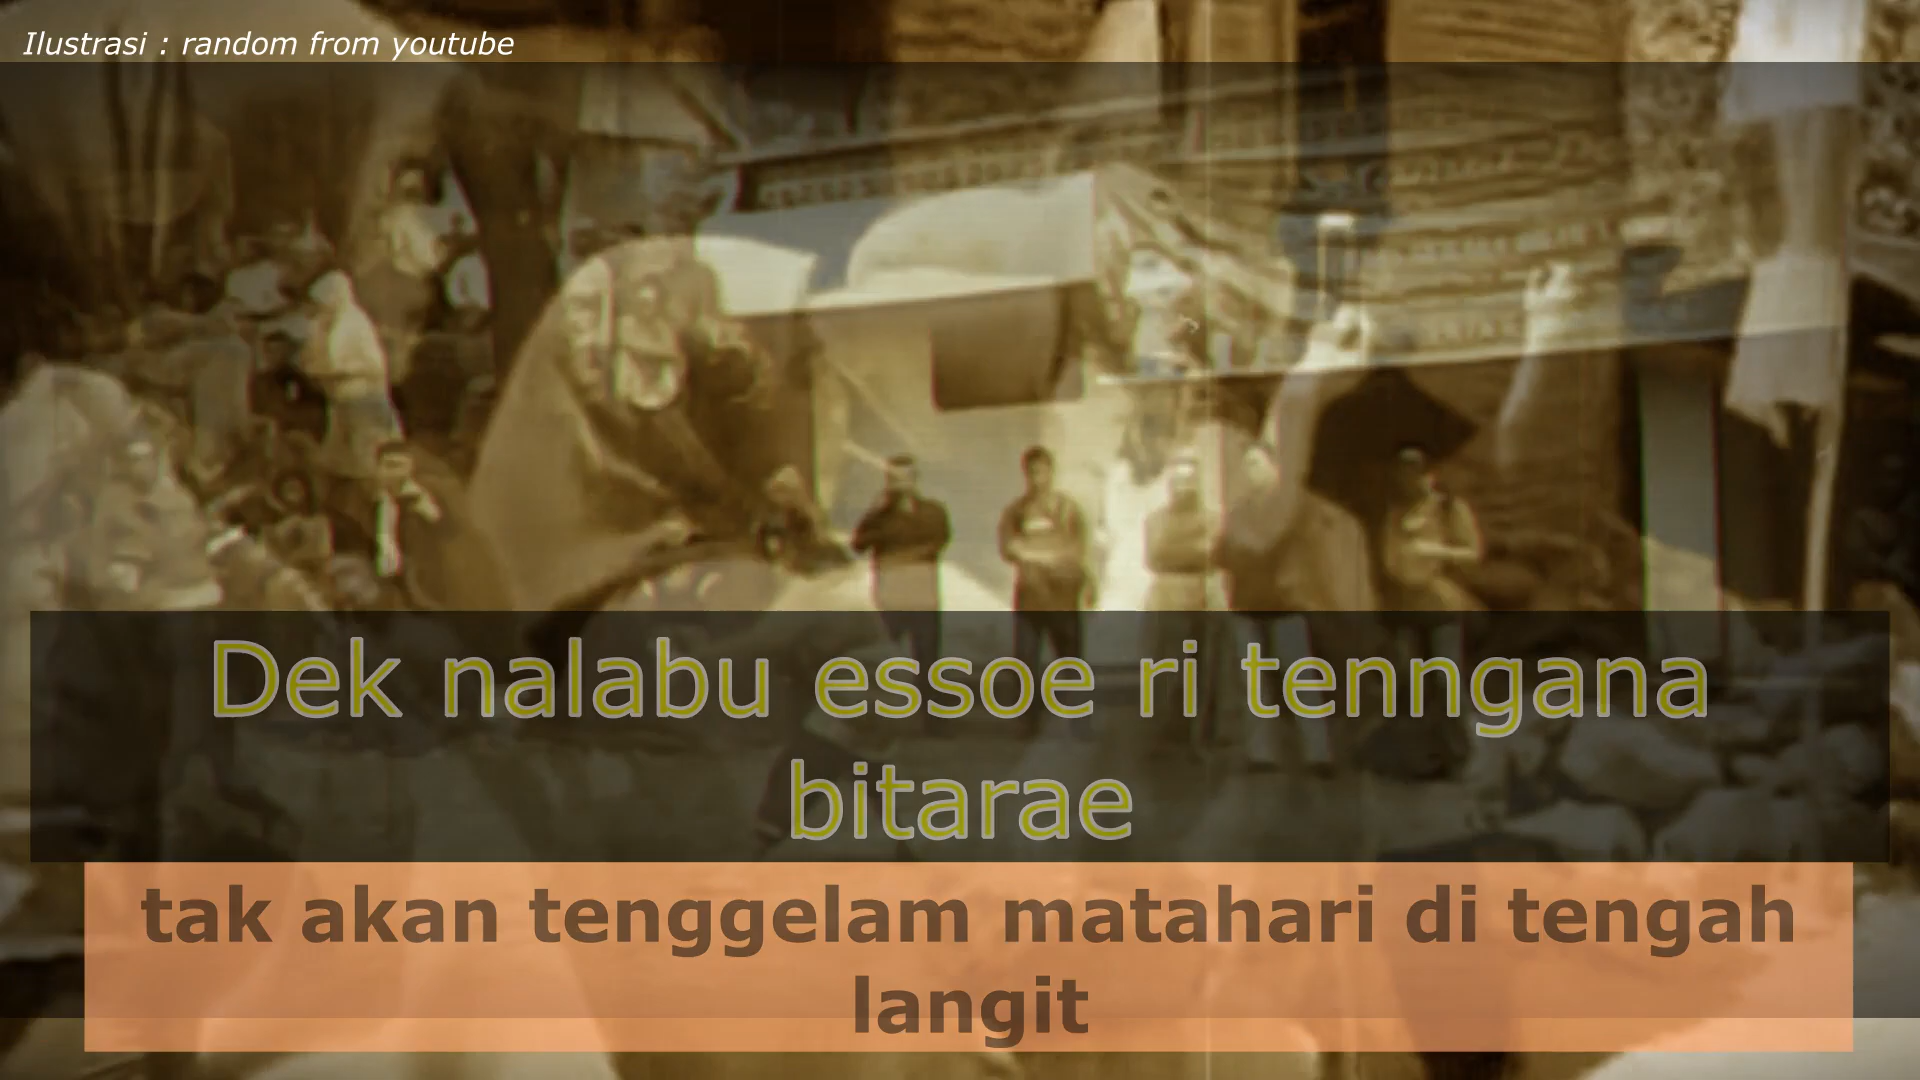 Ilustrasi : random from youtube
Dek nalabu essoe ri tenngana
bitarae
tak akan tenggelam matahari di tengah
langit